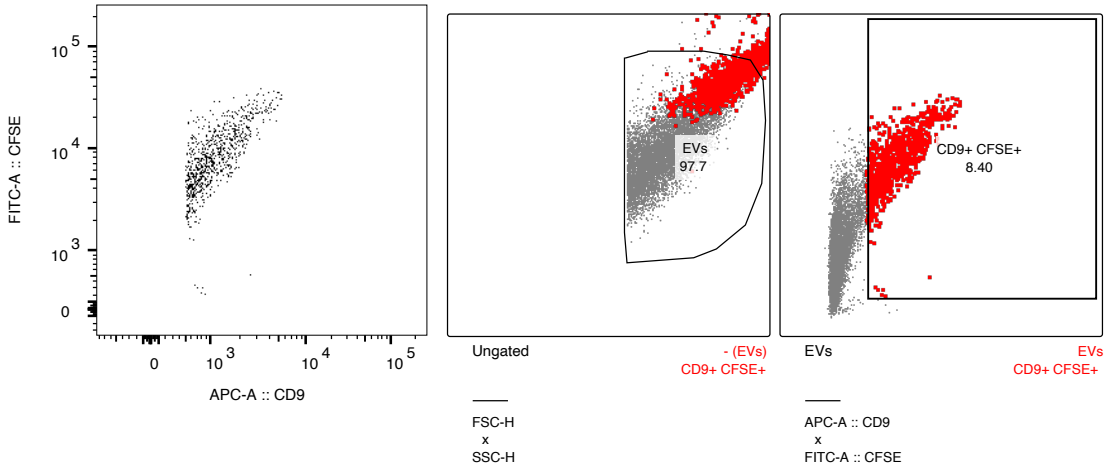 FITC-A :: CFSE
10^5
10^4
10^3
0
0
10^3
10^4
10^5
APC-A :: CD9
EVs
97.7
Ungated
- (EVs)
CD9+ CFSE+
FSC-H
x
SSC-H
CD9+ CFSE+
8.40
EVs
EVs
CD9+ CFSE+
APC-A :: CD9
x
FITC-A :: CFSE